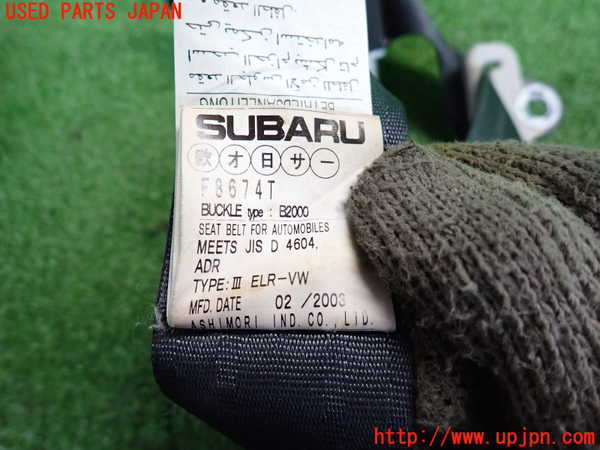 USED PARTS JAPAN
BETRIEBSANLEITUNG
SUBARU
欧 オ 日 サ ー
F8674T
BUCKLE type : B2000
SEAT BELT FOR AUTOMOBILES
MEETS JIS D 4604,
ADR
TYPE: Ⅲ ELR-VW
MFD. DATE 02 / 2003
ASHIMORI IND. CO., LTD.
http://www.upjpn.com